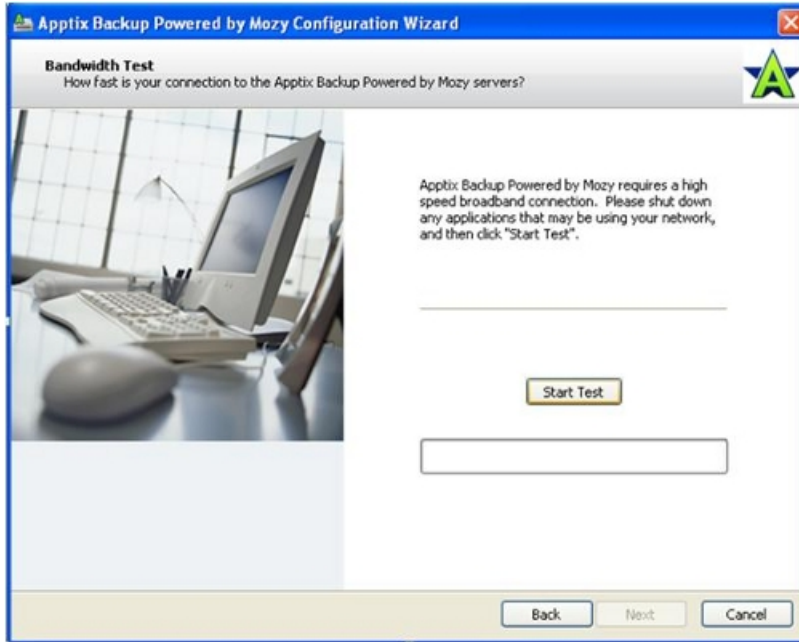 Apptix Backup Powered by Mozy Configuration Wizard
Bandwidth Test
How fast is your connection to the Apptix Backup Powered by Mozy servers?
Apptix Backup Powered by Mozy requires a high
speed broadband connection. Please shut down
any applications that may be using your network,
and then click "Start Test".
Start Test
Back
Next
Cancel